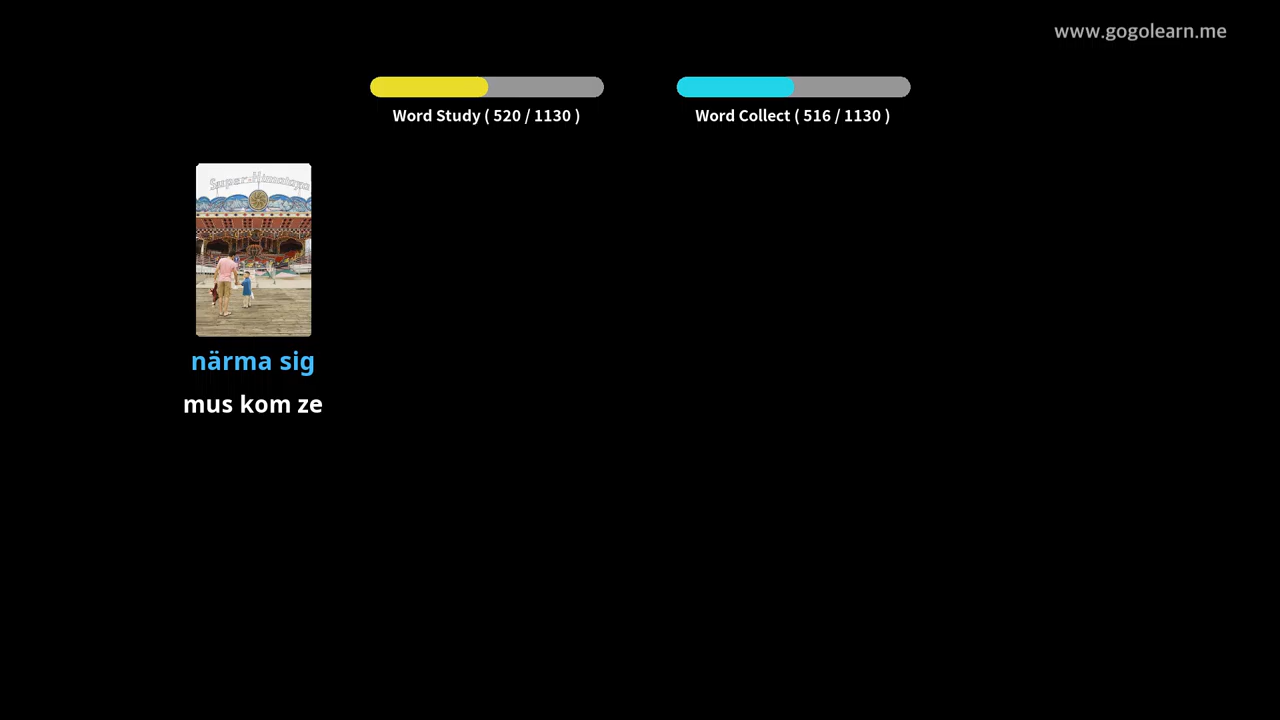 www.gogolearn.me
Word Study ( 520 / 1130 )
Word Collect ( 516 / 1130 )
närma sig
mus kom ze